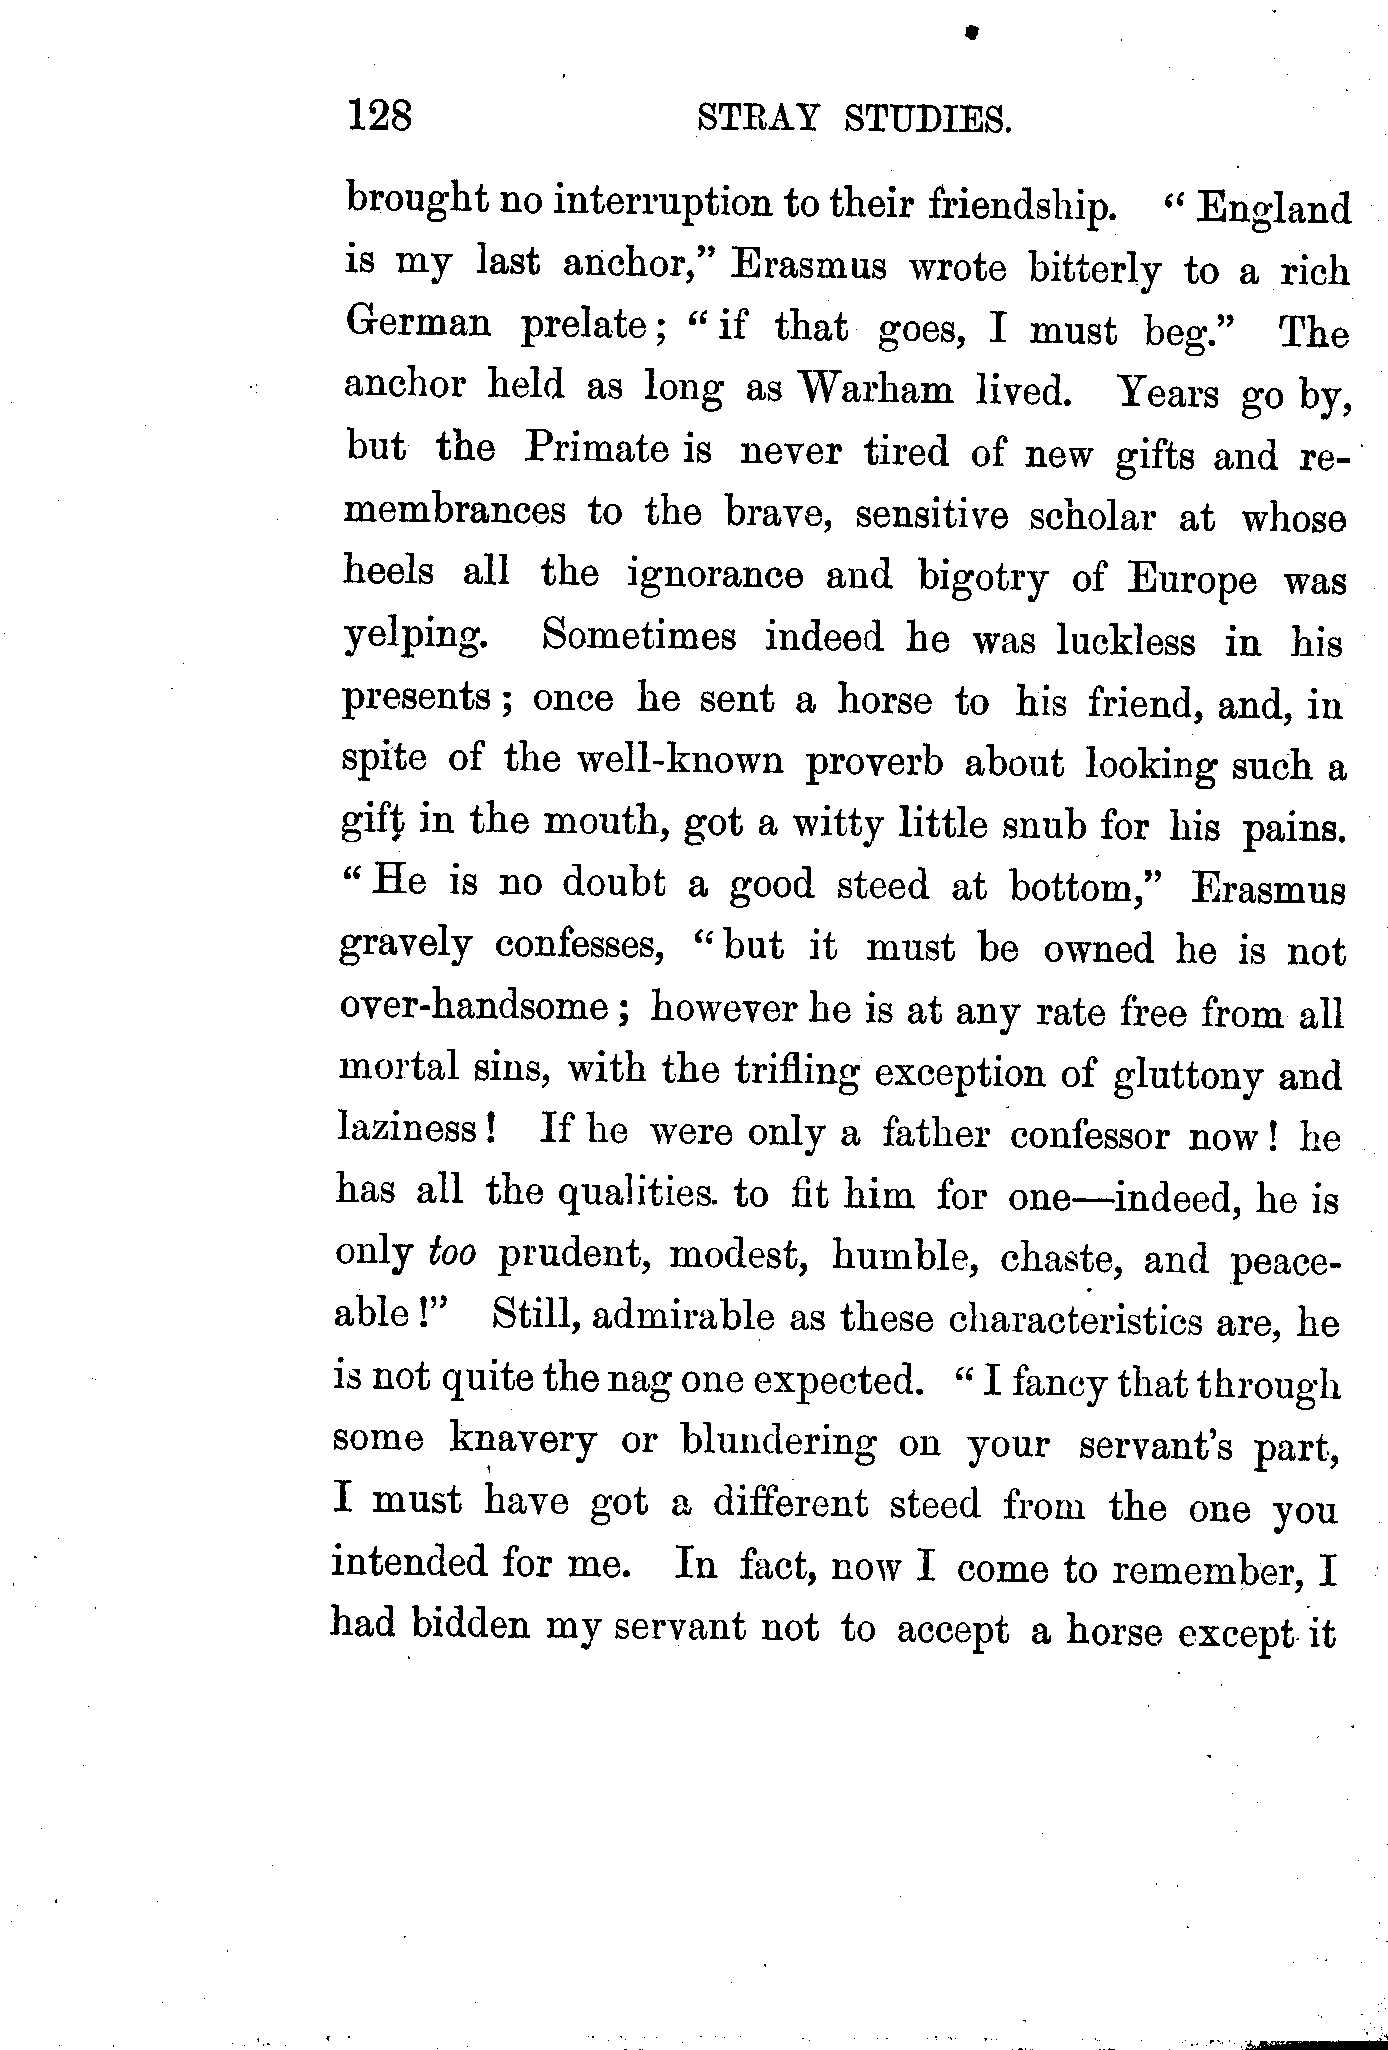 128 STRAY STUDIES.
brought no interruption to their friendship. “ England
is my last anchor,” Erasmus wrote bitterly to a rich
German prelate ; “ if that goes, I must beg.” The
anchor held as long as Warham lived. Years go by,
but the Primate is never tired of new gifts and re-
membrances to the brave, sensitive scholar at whose
heels all the ignorance and bigotry of Europe was
yelping. Sometimes indeed he was luckless in his
presents ; once he sent a horse to his friend, and, in
spite of the well-known proverb about looking such a
gift in the mouth, got a witty little snub for his pains.
“ He is no doubt a good steed at bottom,” Erasmus
gravely confesses, “ but it must be owned he is not
over-handsome ; however he is at any rate free from all
mortal sins, with the trifling exception of gluttony and
laziness ! If he were only a father confessor now ! he
has all the qualities. to fit him for one—indeed, he is
only too prudent, modest, humble, chaste, and peace-
able !” Still, admirable as these characteristics are, he
is not quite the nag one expected. “ I fancy that through
some knavery or blundering on your servant’s part,
I must have got a different steed from the one you
intended for me. In fact, now I come to remember, I
had bidden my servant not to accept a horse except it